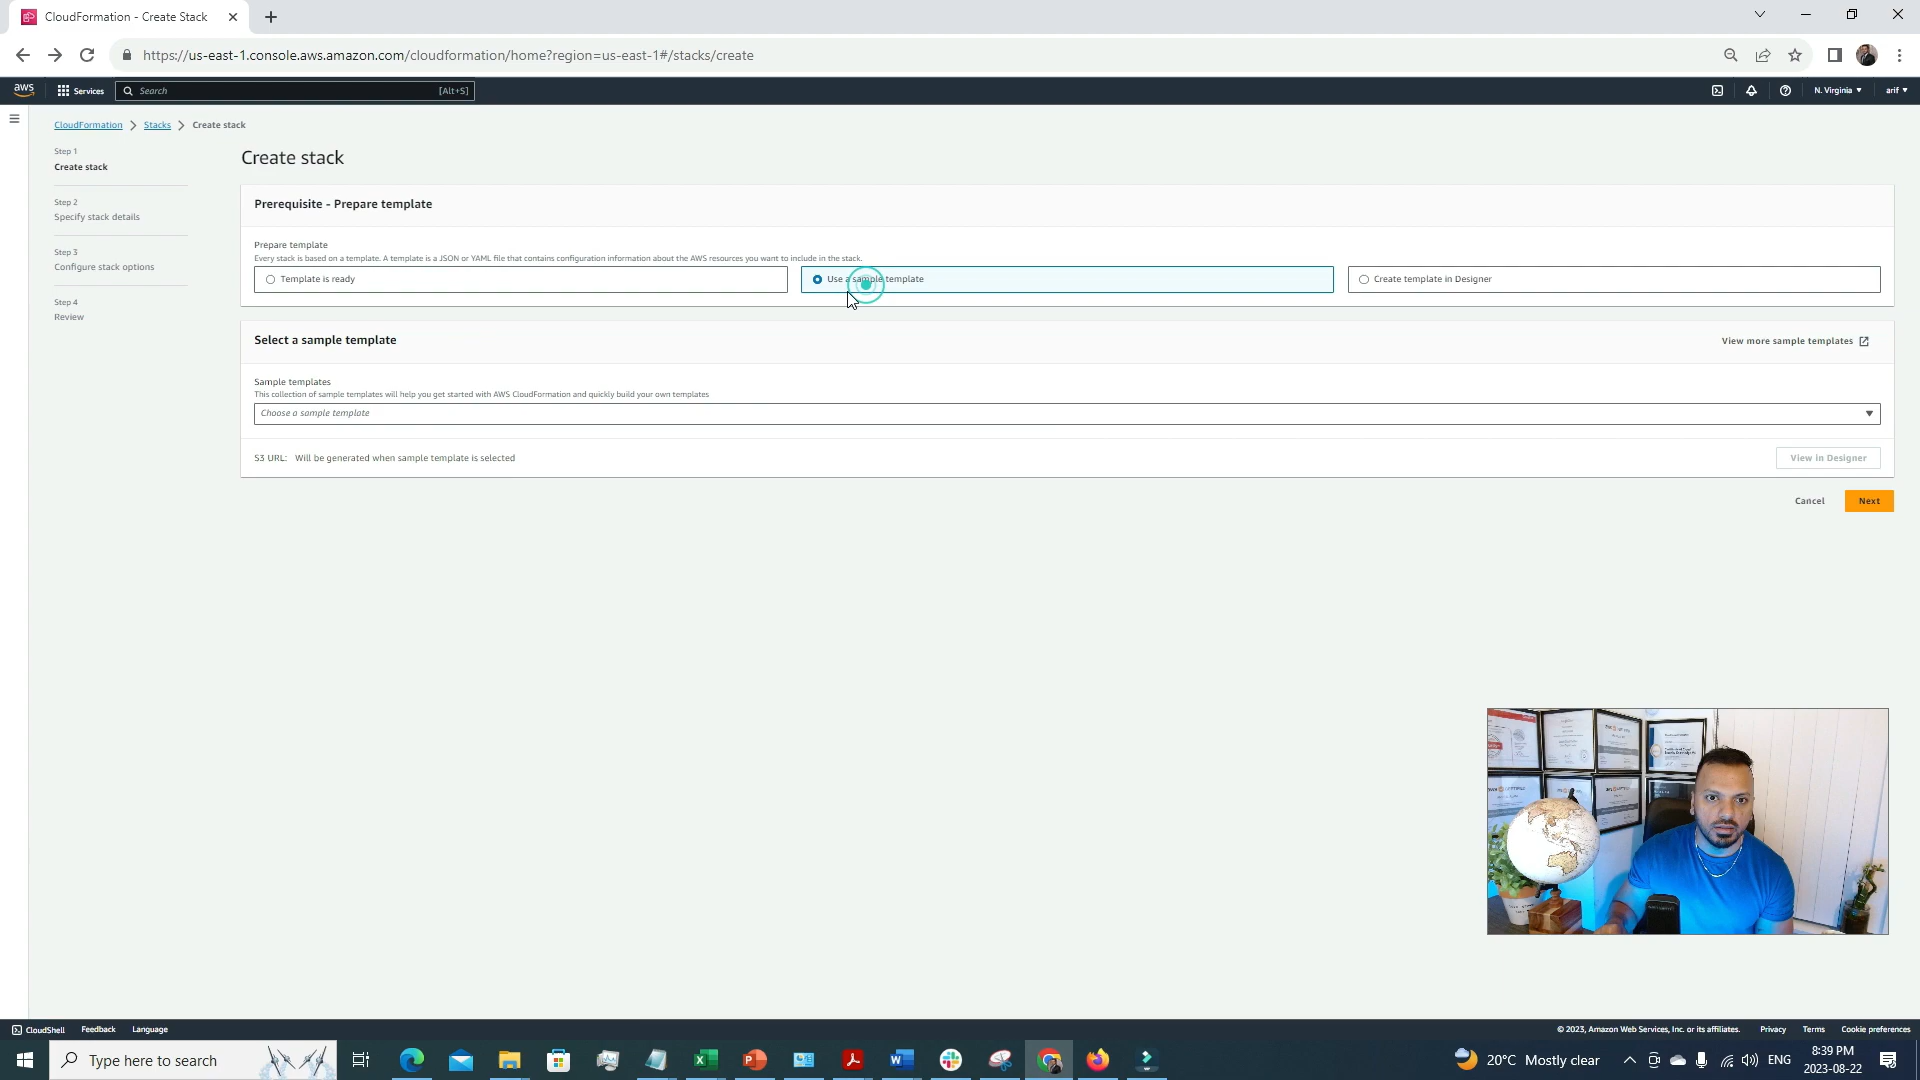 CloudFormation - Create Stack
https://us-east-1.console.aws.amazon.com/cloudformation/home?region=us-east-1#/stacks/create
aws
Services
Search
[Alt+S]
N. Virginia
arif
CloudFormation
Stacks
Create stack
Step 1
Create stack
Step 2
Specify stack details
Step 3
Configure stack options
Step 4
Review
Create stack
Prerequisite - Prepare template
Prepare template
Every stack is based on a template. A template is a JSON or YAML file that contains configuration information about the AWS resources you want to include in the stack.
Template is ready
Use a sample template
Create template in Designer
Select a sample template
View more sample templates
Sample templates
This collection of sample templates will help you get started with AWS CloudFormation and quickly build your own templates
Choose a sample template
S3 URL: Will be generated when sample template is selected
View in Designer
Cancel
Next
CloudShell
Feedback
Language
© 2023, Amazon Web Services, Inc. or its affiliates.
Privacy
Terms
Cookie preferences
Type here to search
20°C Mostly clear
ENG
8:39 PM
2023-08-22